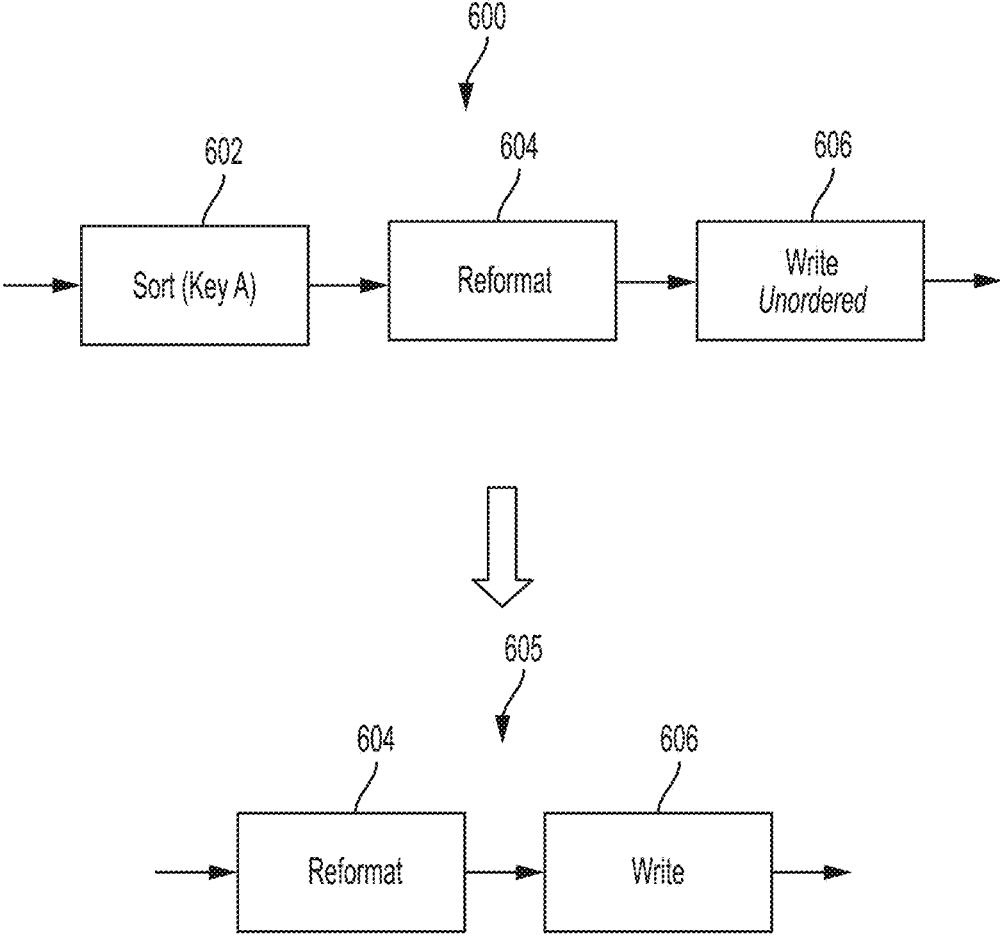 600
602
604
606
Sort (Key A)
Reformat
Write
Unordered
605
604
606
Reformat
Write